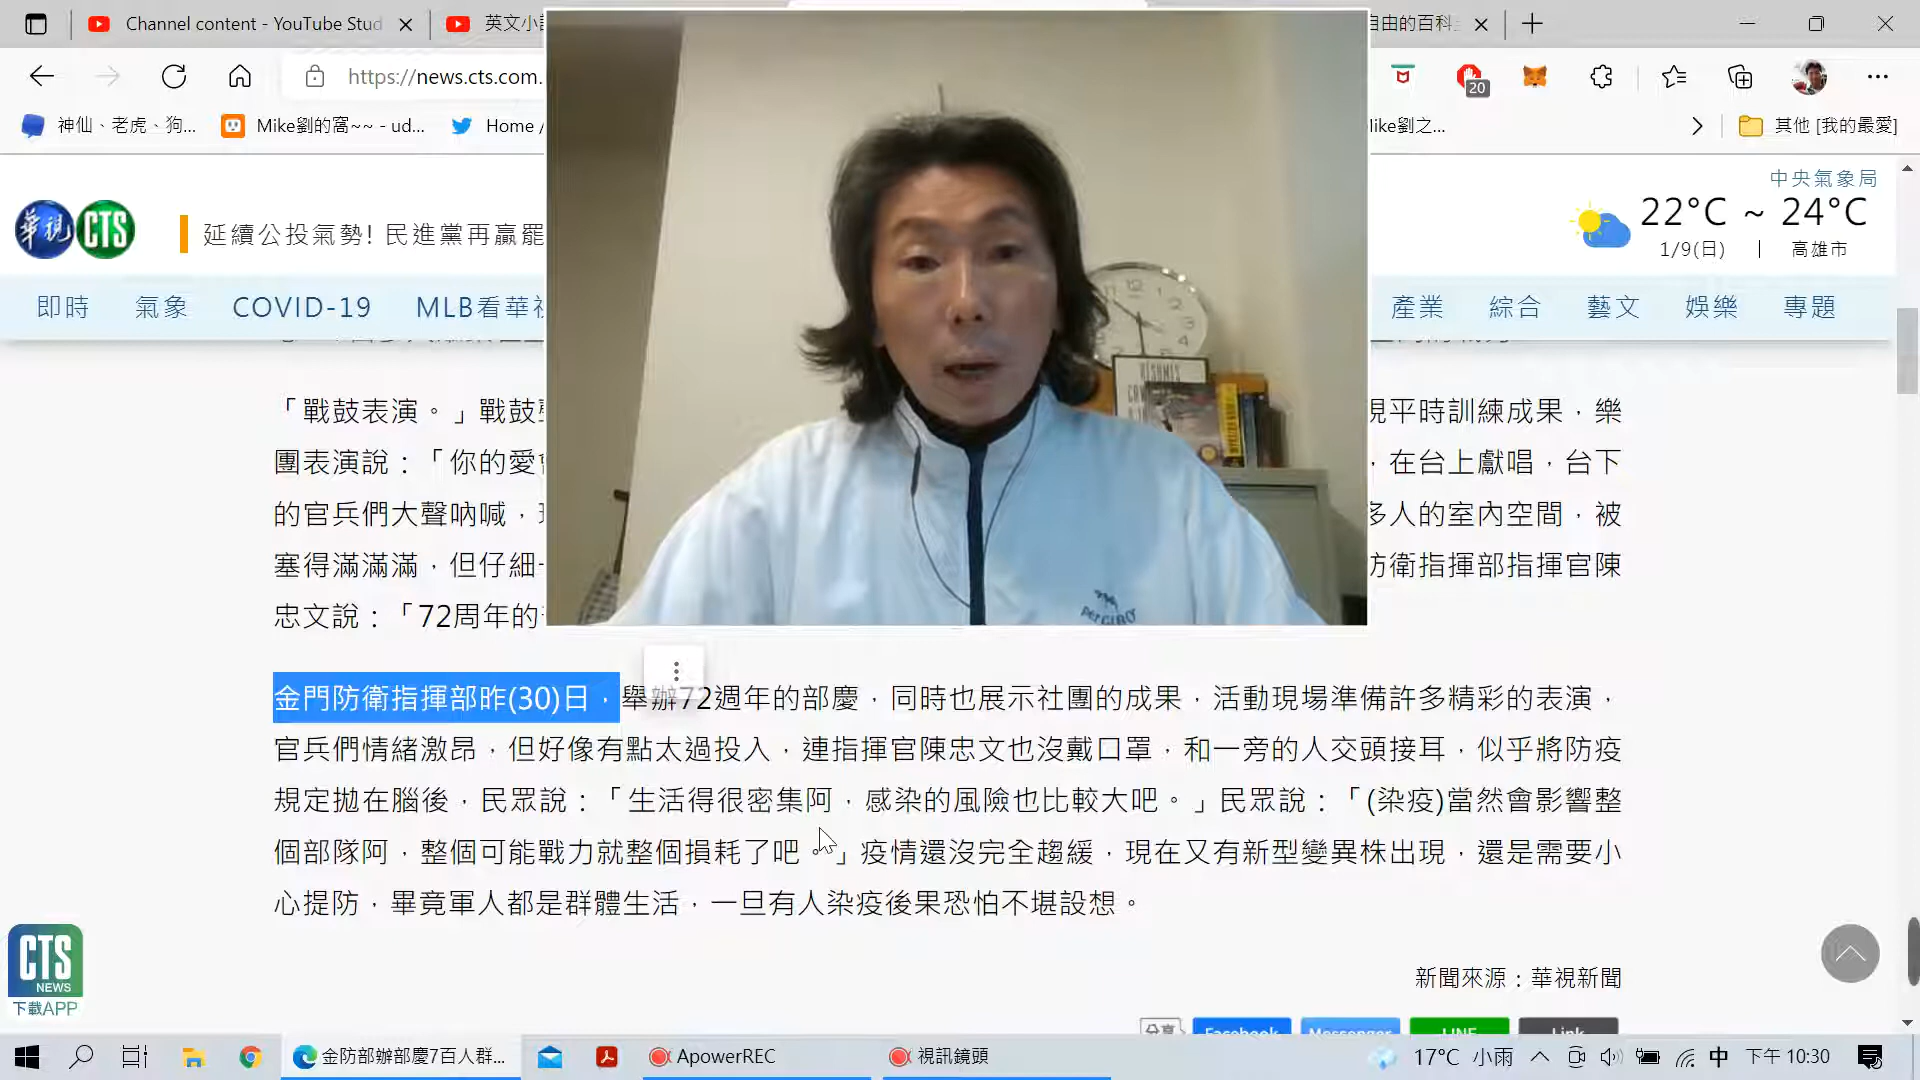 Channel content - YouTube Stud
英文小
自由的百科
https://news.cts.com.
20
神仙、老虎、狗...
Mike劉的窩~~ - ud...
Home /
like劉之...
其他 [我的最愛]
華視 CTS
延續公投氣勢! 民進黨再贏罷
中央氣象局
22°C ~ 24°C
1/9(日) | 高雄市
即時 氣象 COVID-19 MLB看華視
產業 綜合 藝文 娛樂 專題
「戰鼓表演。」戰鼓
現平時訓練成果，樂
團表演說：「你的愛
，在台上獻唱，台下
的官兵們大聲吶喊，
多人的室內空間，被
塞得滿滿滿，但仔細
防衛指揮部指揮官陳
忠文說：「72周年的
金門防衛指揮部昨(30)日，舉辦72週年的部慶，同時也展示社團的成果，活動現場準備許多精彩的表演，
官兵們情緒激昂，但好像有點太過投入，連指揮官陳忠文也沒戴口罩，和一旁的人交頭接耳，似乎將防疫
規定拋在腦後，民眾說：「生活得很密集阿，感染的風險也比較大吧。」民眾說：「(染疫)當然會影響整
個部隊阿，整個可能戰力就整個損耗了吧。」疫情還沒完全趨緩，現在又有新型變異株出現，還是需要小
心提防，畢竟軍人都是群體生活，一旦有人染疫後果恐怕不堪設想。
新聞來源：華視新聞
分享 Facebook Messenger LINE Link
CTS
NEWS
下載APP
RÉSUMÉS
perGIBO
金防部辦部慶7百人群...
ApowerREC
視訊鏡頭
17°C 小雨
中
下午 10:30